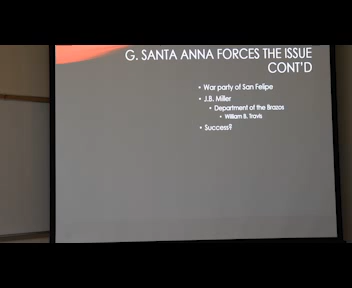 G. SANTA ANNA FORCES THE ISSUE
CONT'D
• War party of San Felipe
• J.B. Miller
• Department of the Brazos
• William B. Travis
• Success?